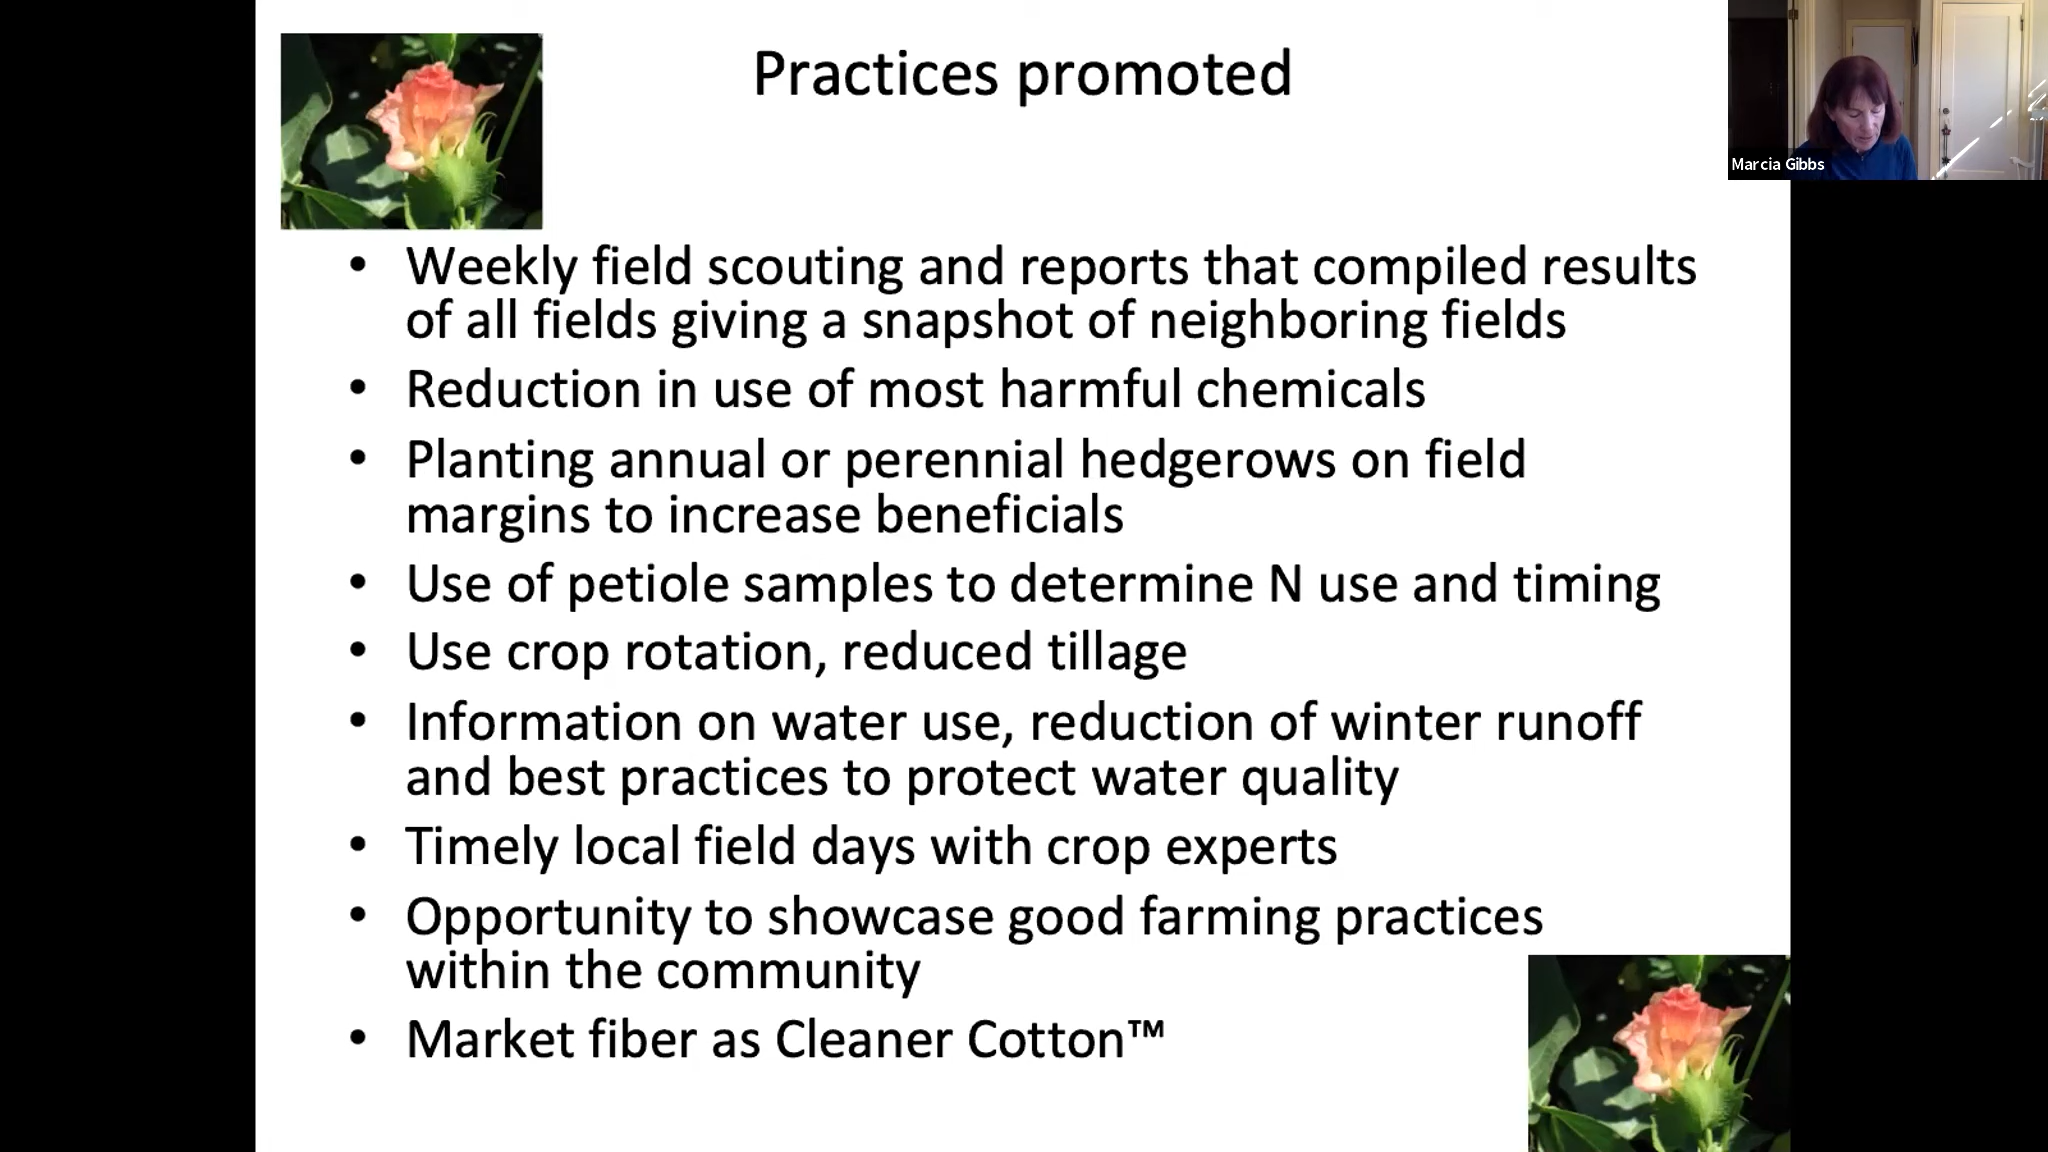 Practices promoted
Marcia Gibbs
• Weekly field scouting and reports that compiled results
of all fields giving a snapshot of neighboring fields
• Reduction in use of most harmful chemicals
• Planting annual or perennial hedgerows on field
margins to increase beneficials
• Use of petiole samples to determine N use and timing
• Use crop rotation, reduced tillage
• Information on water use, reduction of winter runoff
and best practices to protect water quality
• Timely local field days with crop experts
• Opportunity to showcase good farming practices
within the community
• Market fiber as Cleaner Cotton™